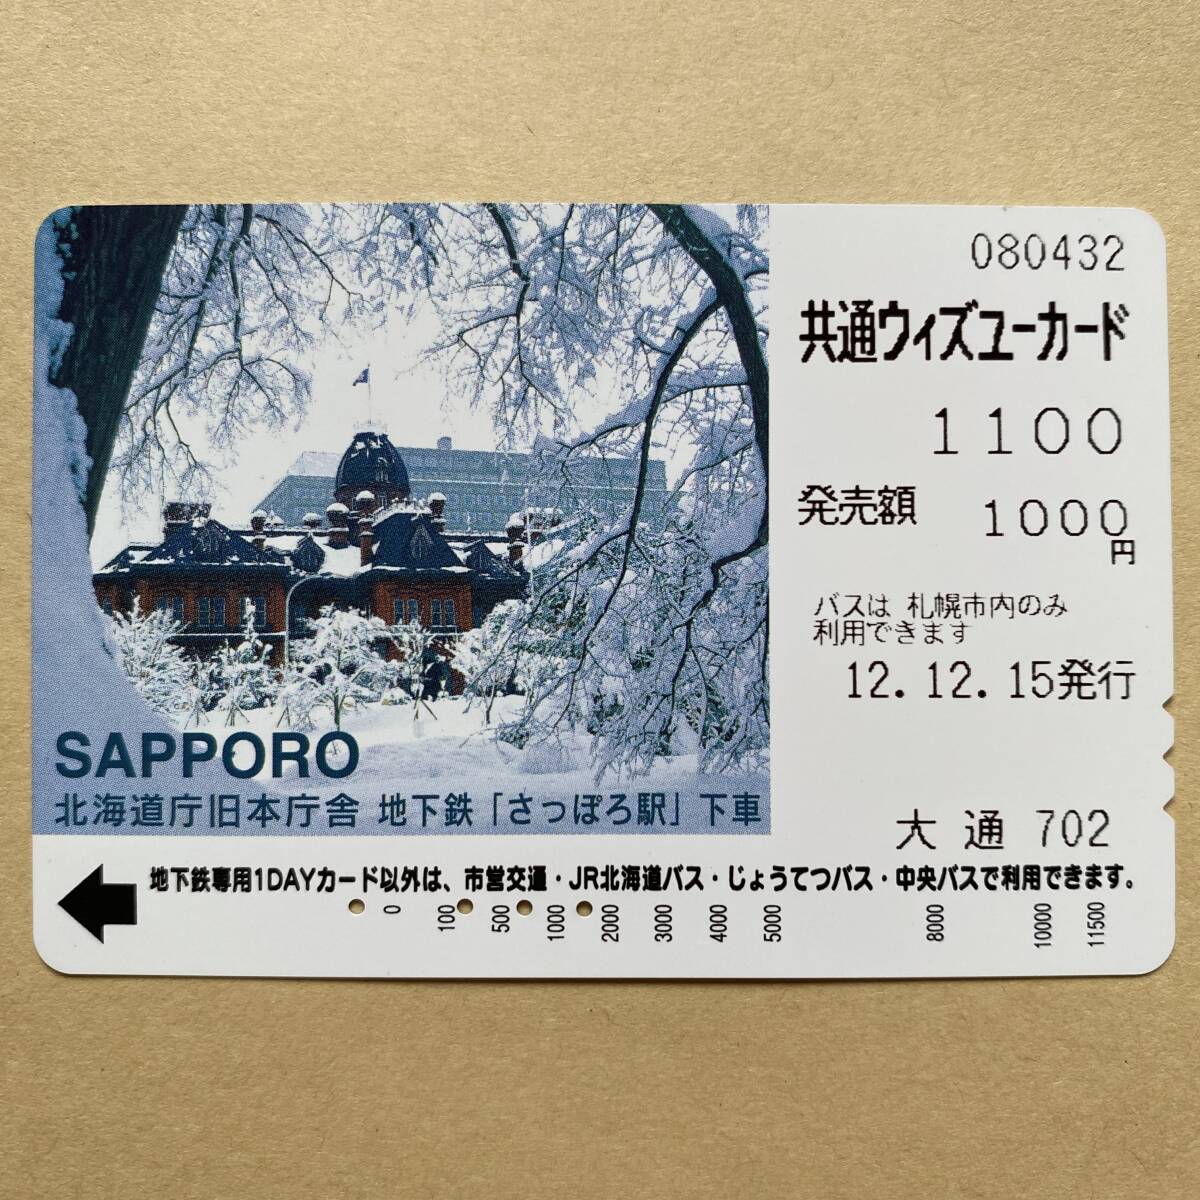 080432
共通ウィズユーカード
1100
発売額 1000円
バスは 札幌市内のみ
利用できます
12.12.15発行
大通 702
SAPPORO
北海道庁旧本庁舎 地下鉄「さっぽろ駅」下車
地下鉄専用1DAYカード以外は、市営交通・JR北海道バス・じょうてつバス・中央バスで利用できます。
0 100 500 1000 2000 3000 4000 5000 8000 10000 11500